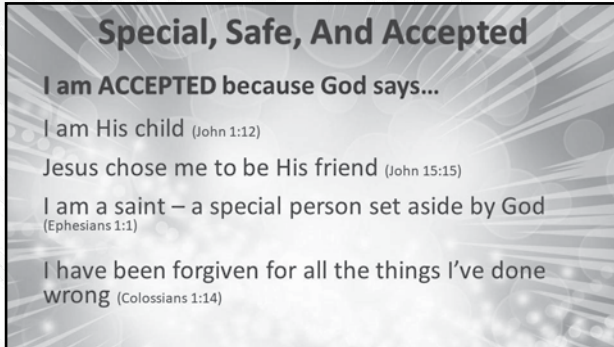 Special, Safe, And Accepted
I am ACCEPTED because God says...
I am His child (John 1:12)
Jesus chose me to be His friend (John 15:15)
I am a saint – a special person set aside by God
(Ephesians 1:1)
I have been forgiven for all the things I’ve done
wrong (Colossians 1:14)